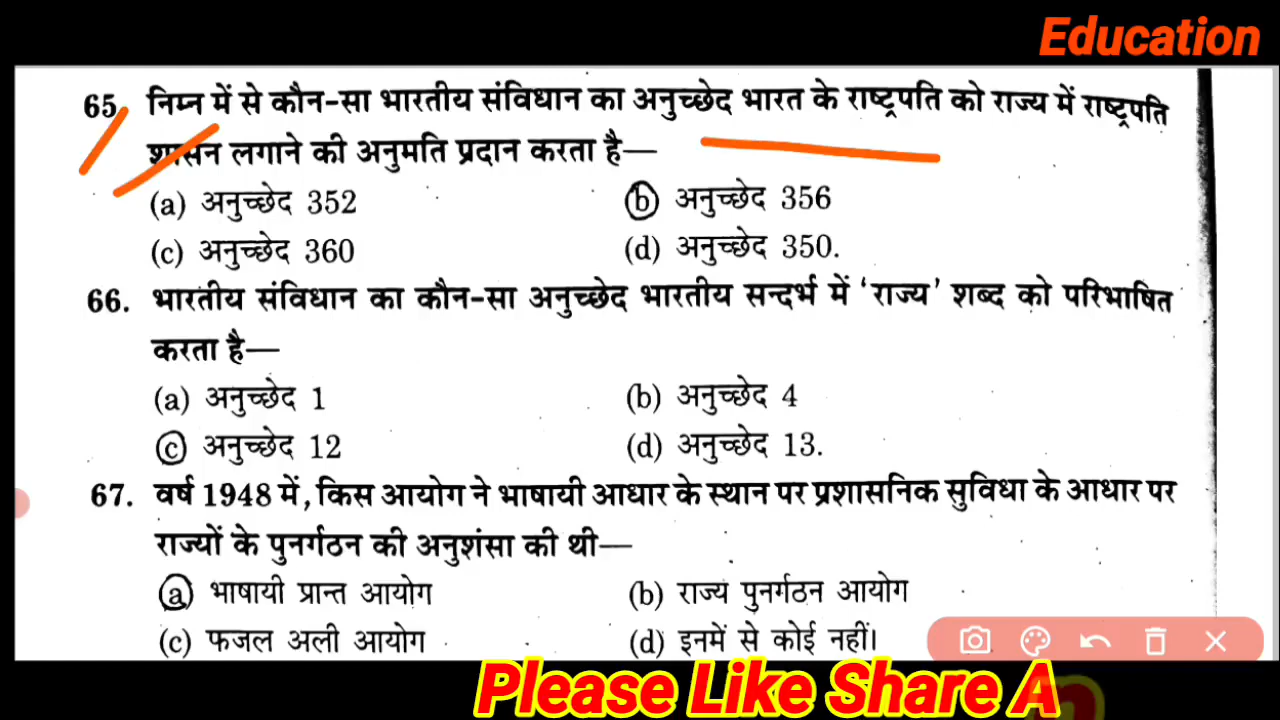 Education
65. निम्न में से कौन-सा भारतीय संविधान का अनुच्छेद भारत के राष्ट्रपति को राज्य में राष्ट्रपति
शासन लगाने की अनुमति प्रदान करता है—
(a) अनुच्छेद 352 (b) अनुच्छेद 356
(c) अनुच्छेद 360 (d) अनुच्छेद 350.
66. भारतीय संविधान का कौन-सा अनुच्छेद भारतीय सन्दर्भ में ‘राज्य’ शब्द को परिभाषित
करता है—
(a) अनुच्छेद 1 (b) अनुच्छेद 4
(c) अनुच्छेद 12 (d) अनुच्छेद 13.
67. वर्ष 1948 में, किस आयोग ने भाषायी आधार के स्थान पर प्रशासनिक सुविधा के आधार पर
राज्यों के पुनर्गठन की अनुशंसा की थी—
(a) भाषायी प्रान्त आयोग (b) राज्य पुनर्गठन आयोग
(c) फजल अली आयोग (d) इनमें से कोई नहीं।
Please Like Share A